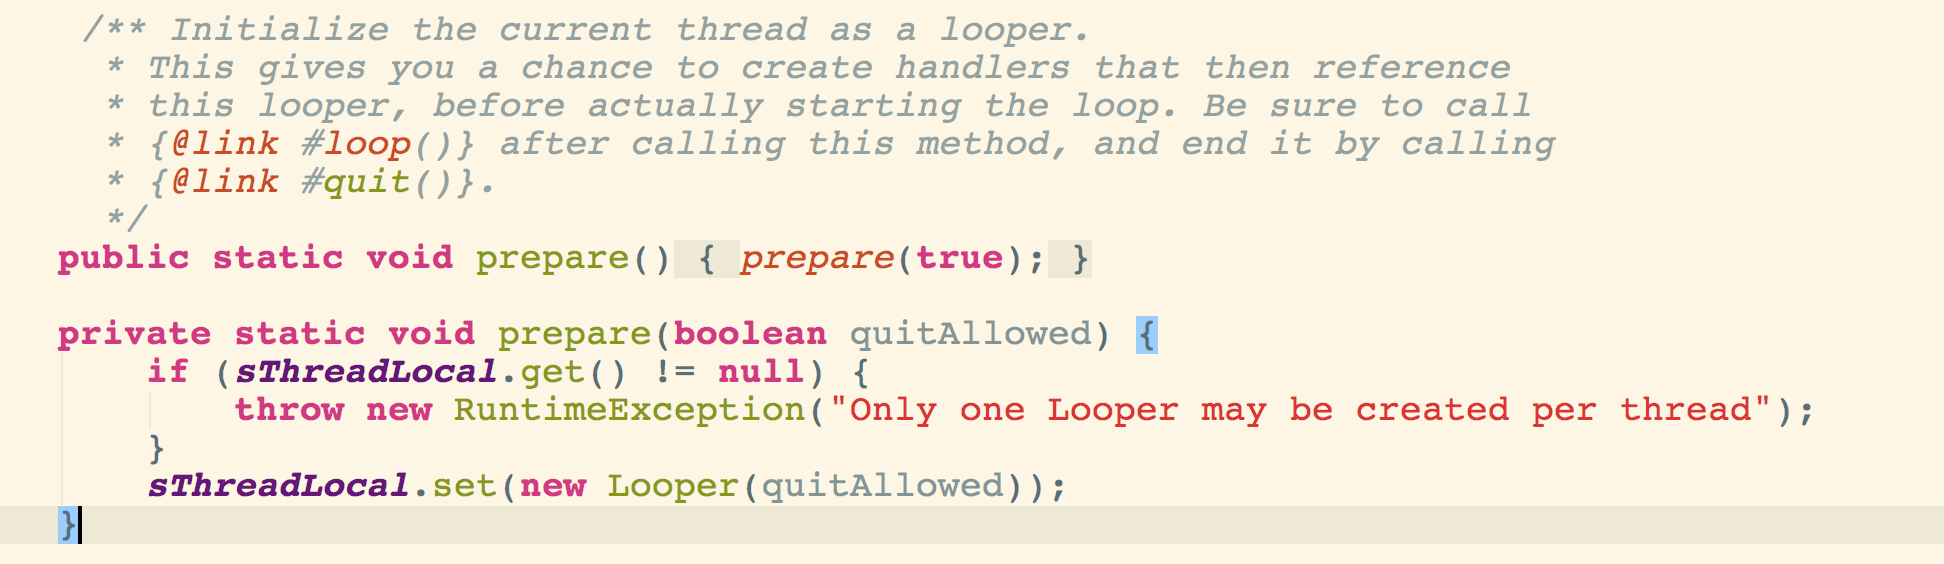 /** Initialize the current thread as a looper.
* This gives you a chance to create handlers that then reference
* this looper, before actually starting the loop. Be sure to call
* {@link #loop()} after calling this method, and end it by calling
* {@link #quit()}.
*/
public static void prepare() { prepare(true); }
private static void prepare(boolean quitAllowed) {
if (sThreadLocal.get() != null) {
throw new RuntimeException("Only one Looper may be created per thread");
}
sThreadLocal.set(new Looper(quitAllowed));
}